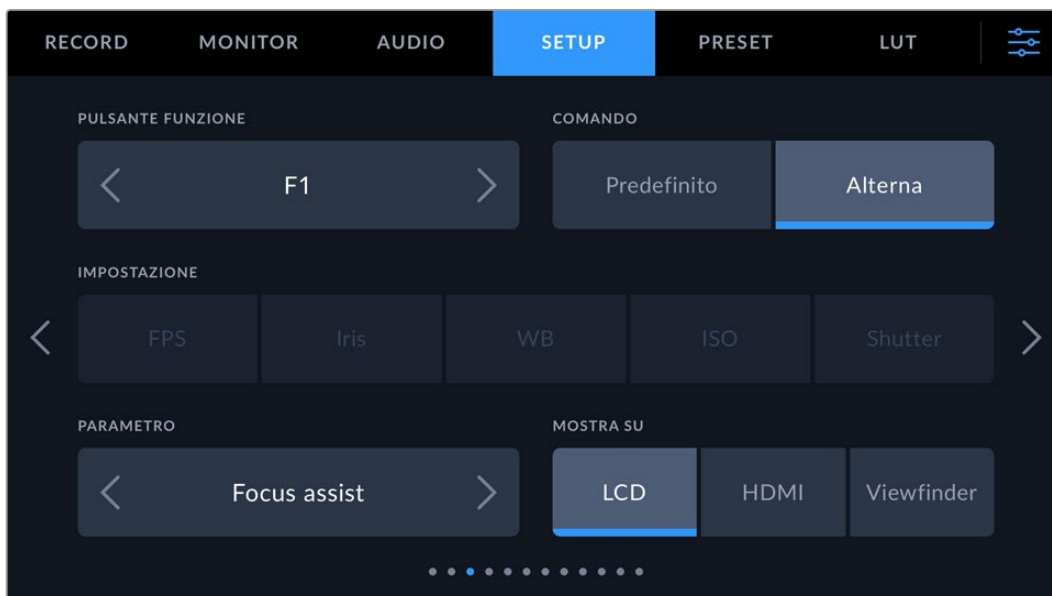 RECORD MONITOR AUDIO SETUP PRESET LUT
PULSANTE FUNZIONE COMANDO
F1 Predefinito Alterna
IMPOSTAZIONE
FPS Iris WB ISO Shutter
PARAMETRO MOSTRA SU
Focus assist LCD HDMI Viewfinder